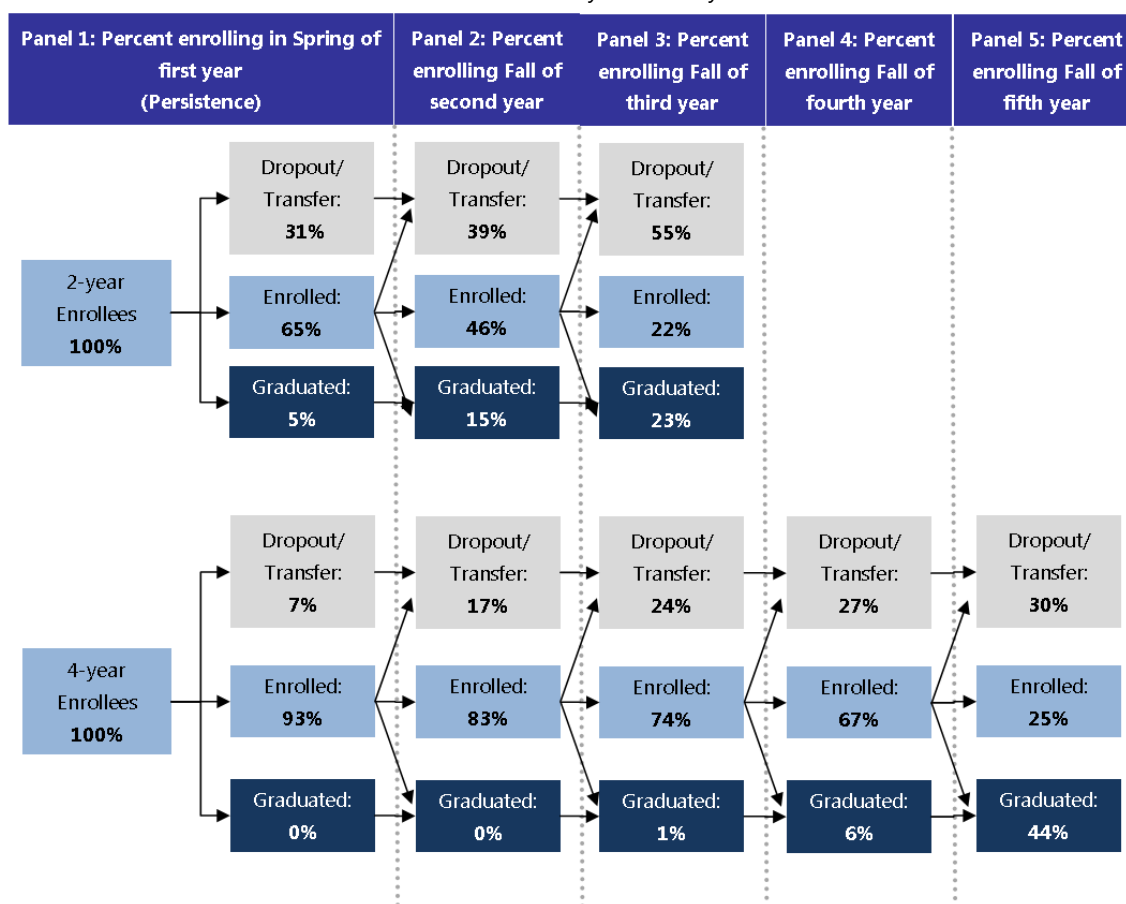 Panel 1: Percent enrolling in Spring of
first year
(Persistence)
Panel 2: Percent
enrolling Fall of
second year
Panel 3: Percent
enrolling Fall of
third year
Panel 4: Percent
enrolling Fall of
fourth year
Panel 5: Percent
enrolling Fall of
fifth year
2-year
Enrollees
100%
Dropout/
Transfer:
31%
Enrolled:
65%
Graduated:
5%
Dropout/
Transfer:
39%
Enrolled:
46%
Graduated:
15%
Dropout/
Transfer:
55%
Enrolled:
22%
Graduated:
23%
4-year
Enrollees
100%
Dropout/
Transfer:
7%
Enrolled:
93%
Graduated:
0%
Dropout/
Transfer:
17%
Enrolled:
83%
Graduated:
0%
Dropout/
Transfer:
24%
Enrolled:
74%
Graduated:
1%
Dropout/
Transfer:
27%
Enrolled:
67%
Graduated:
6%
Dropout/
Transfer:
30%
Enrolled:
25%
Graduated:
44%